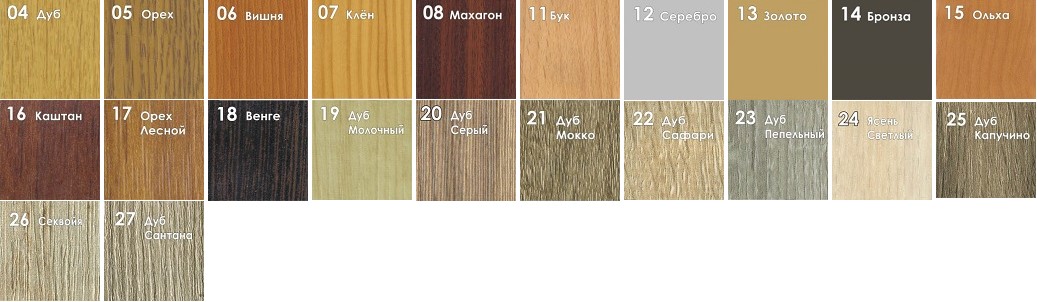 04 Дуб
05 Орех
06 Вишня
07 Клён
08 Махагон
11 Бук
12 Серебро
13 Золото
14 Бронза
15 Ольха
16 Каштан
17 Орех
Лесной
18 Венге
19 Дуб
Молочный
20 Дуб
Серый
21 Дуб
Мокко
22 Дуб
Сафари
23 Дуб
Пепельный
24 Ясень
Светлый
25 Дуб
Капучино
26 Секвойя
27 Дуб
Сантана